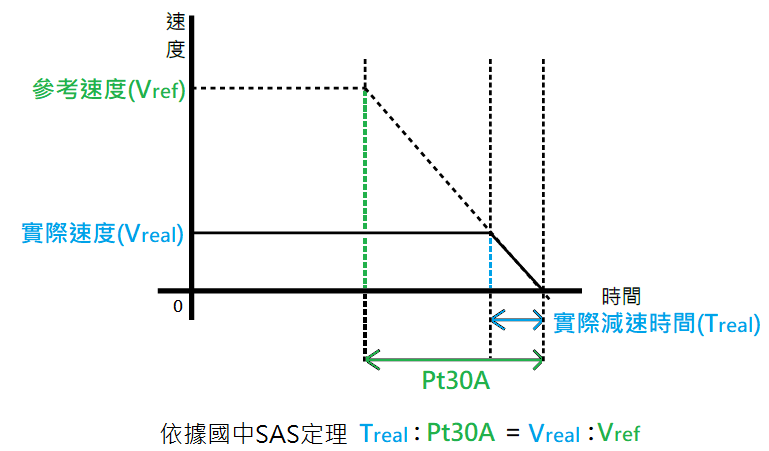 速
度
參考速度(Vref)
實際速度(Vreal)
0
時間
實際減速時間(Treal)
Pt30A
依據國中SAS定理 Treal : Pt30A = Vreal : Vref